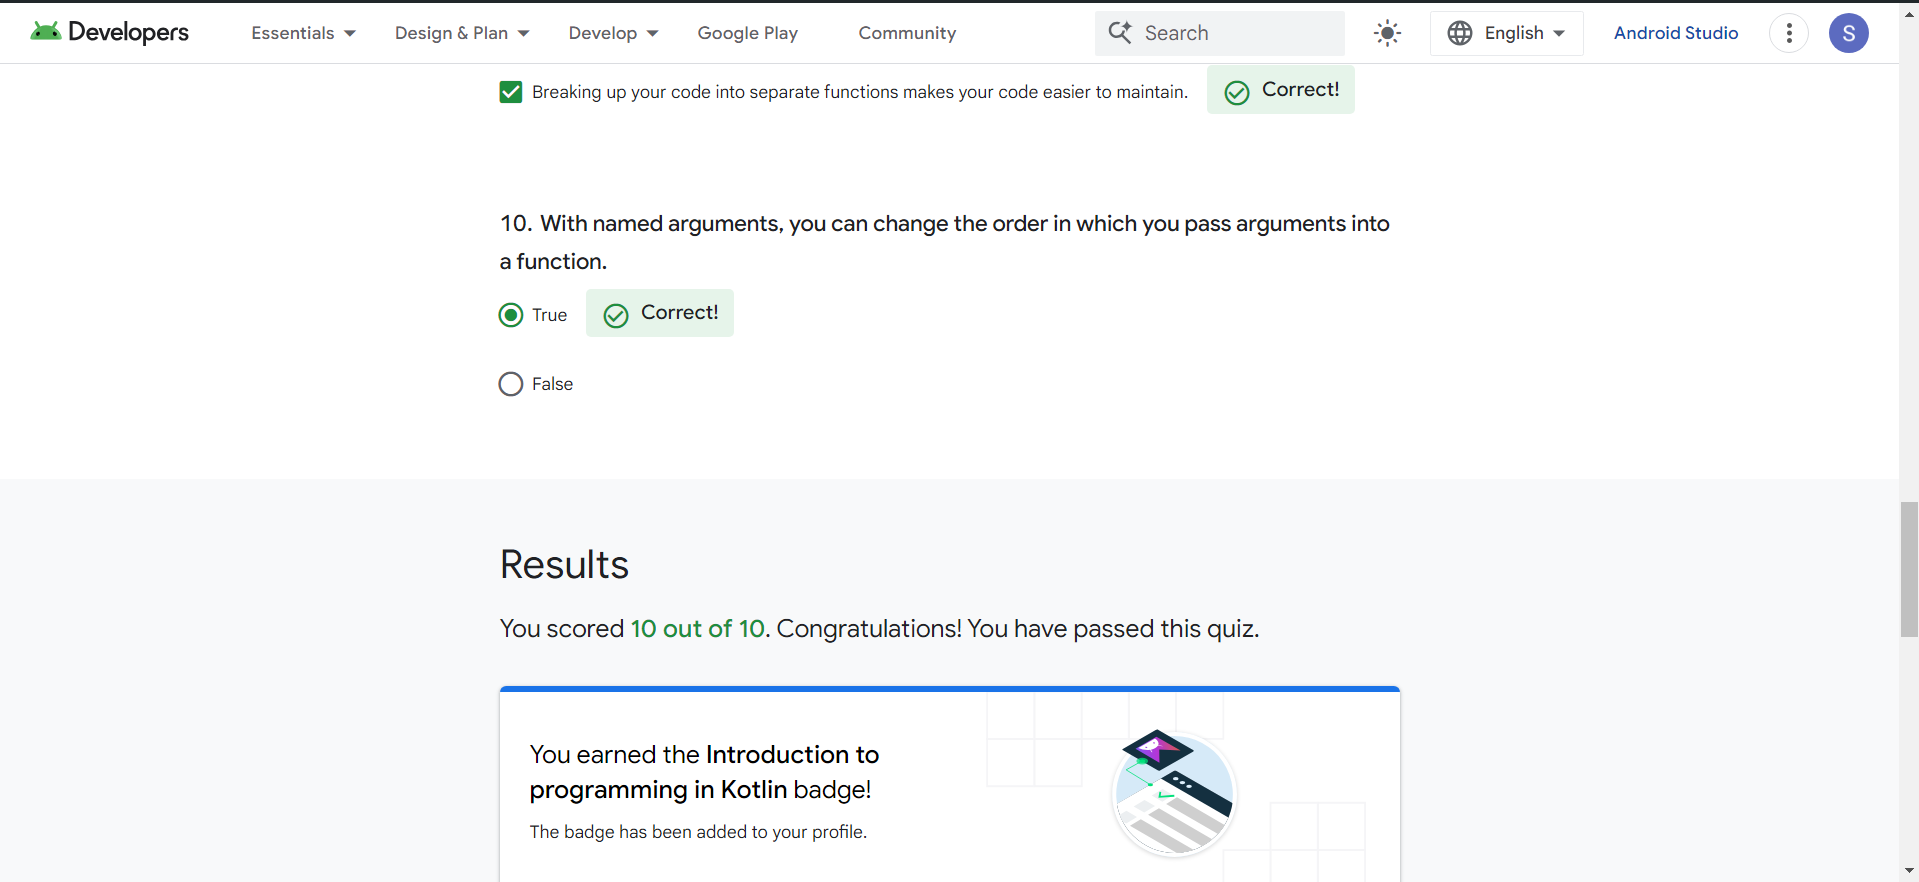 Developers
Essentials
Design & Plan
Develop
Google Play
Community
Search
English
Android Studio
S
Breaking up your code into separate functions makes your code easier to maintain.
Correct!
10. With named arguments, you can change the order in which you pass arguments into
a function.
True
Correct!
False
Results
You scored 10 out of 10. Congratulations! You have passed this quiz.
You earned the Introduction to
programming in Kotlin badge!
The badge has been added to your profile.